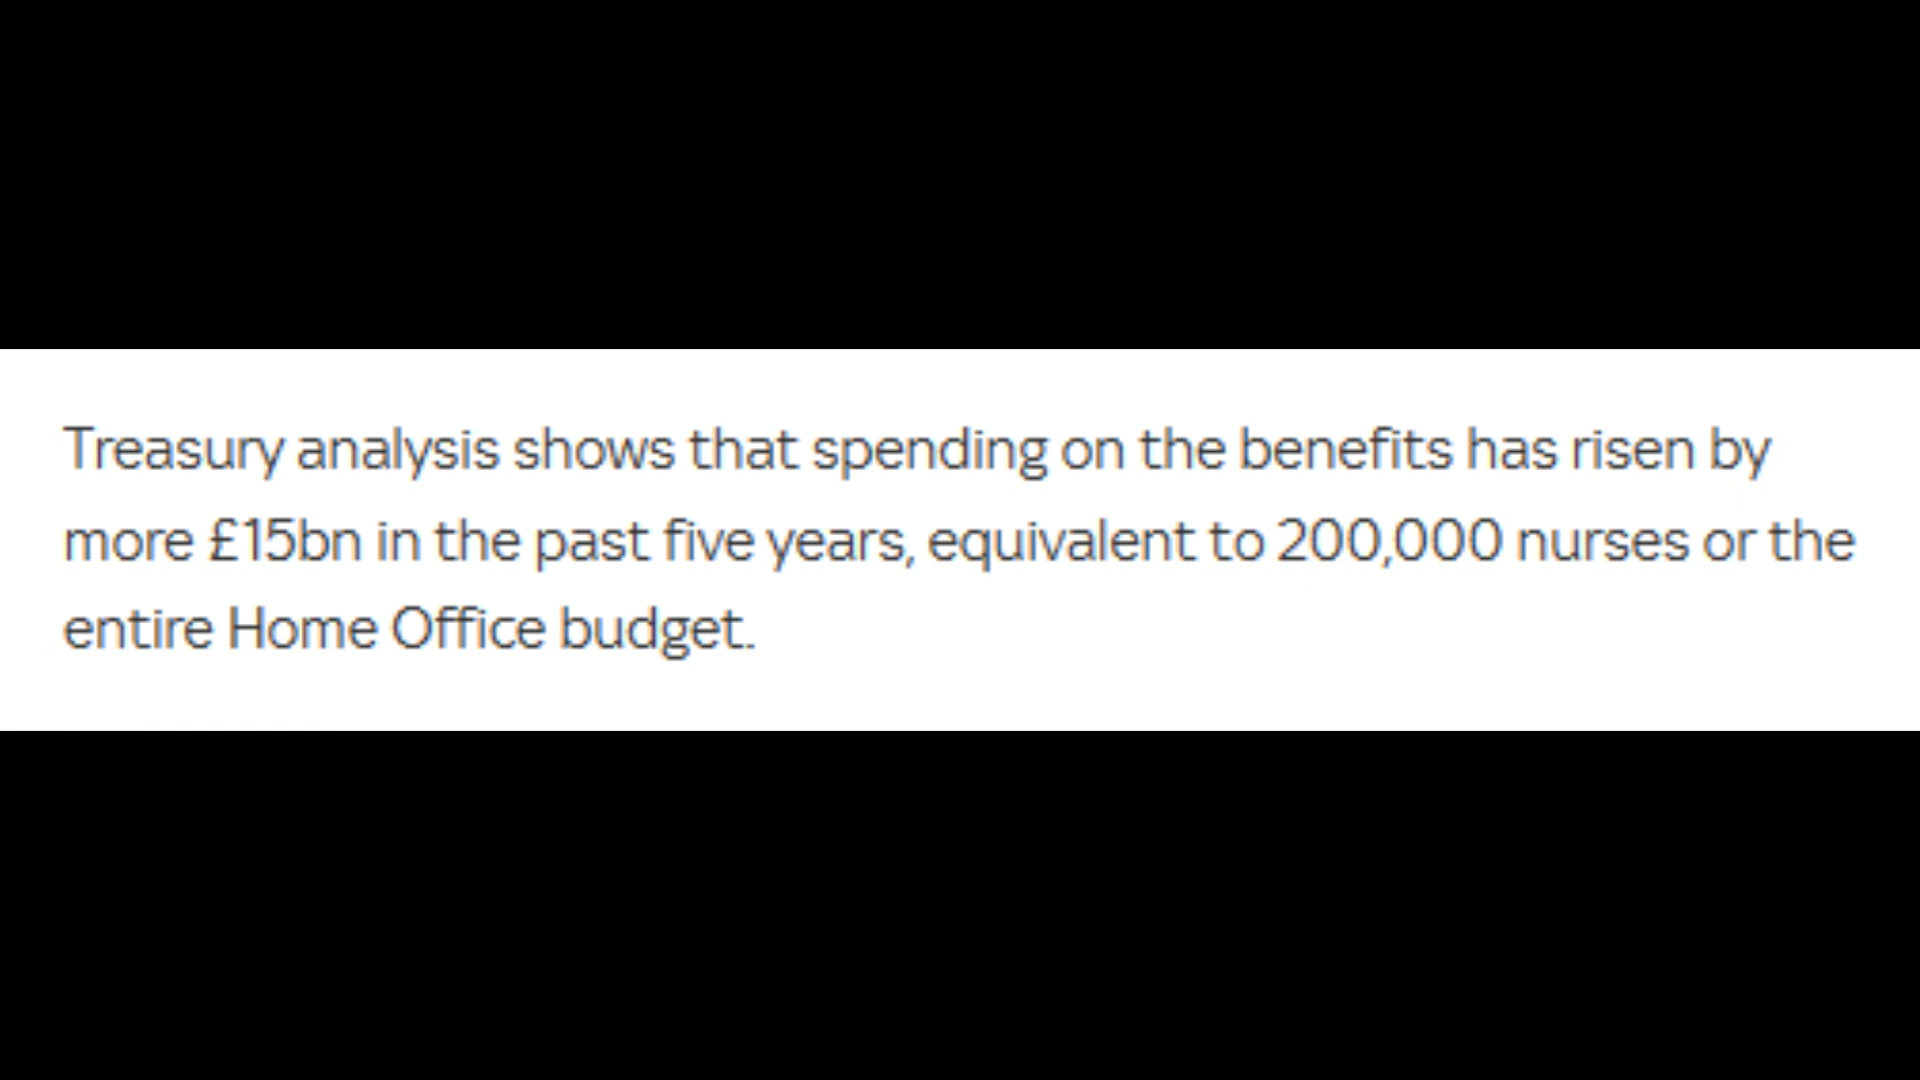 Treasury analysis shows that spending on the benefits has risen by
more £15bn in the past five years, equivalent to 200,000 nurses or the
entire Home Office budget.